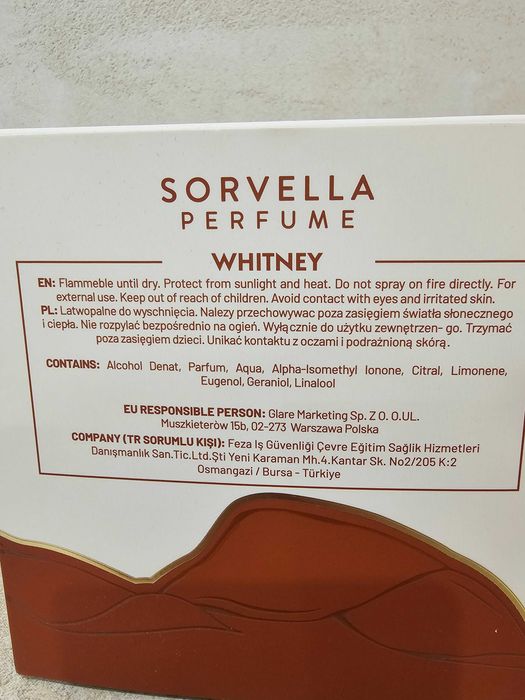 SORVELLA
PERFUME
WHITNEY
EN: Flammeble until dry. Protect from sunlight and heat. Do not spray on fire directly. For
external use. Keep out of reach of children. Avoid contact with eyes and irritated skin.
PL: Latwopalne do wyschnięcia. Nalezy przechowywac poza zasięgiem światła słonecznego
i ciepła. Nie rozpylać bezpośrednio na ogień. Wyłącznie do użytku zewnętrzen- go. Trzymać
poza zasięgiem dzieci. Unikać kontaktu z oczami i podrażnioną skórą.
CONTAINS: Alcohol Denat, Parfum, Aqua, Alpha-Isomethyl Ionone, Citral, Limonene,
Eugenol, Geraniol, Linalool
EU RESPONSIBLE PERSON: Glare Marketing Sp. Z O. O.UL.
Muszkieteròw 15b, 02-273 Warszawa Polska
COMPANY (TR SORUMLU KIŞI): Feza Iş Güvenliği Çevre Eğitim Sağlik Hizmetleri
Danışmanlık San.Tic.Ltd.Şti Yeni Karaman Mh.4.Kantar Sk. No2/205 K:2
Osmangazi / Bursa - Türkiye